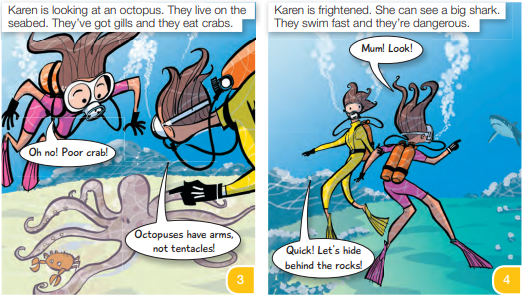 Karen is looking at an octopus. They live on the
seabed. They've got gills and they eat crabs.
Oh no! Poor crab!
Octopuses have arms,
not tentacles!
3
Karen is frightened. She can see a big shark.
They swim fast and they're dangerous.
Mum! Look!
Quick! Let's hide
behind the rocks!
4